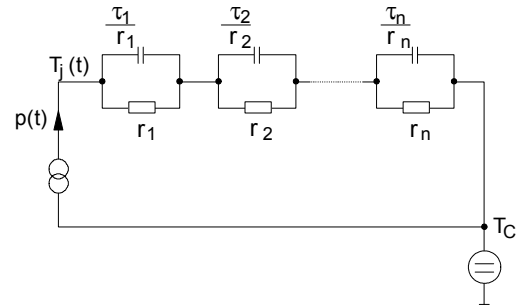 τ1 τ2 τn
r1 r2 rn
Tj (t)
r1 r2 rn
p(t)
TC